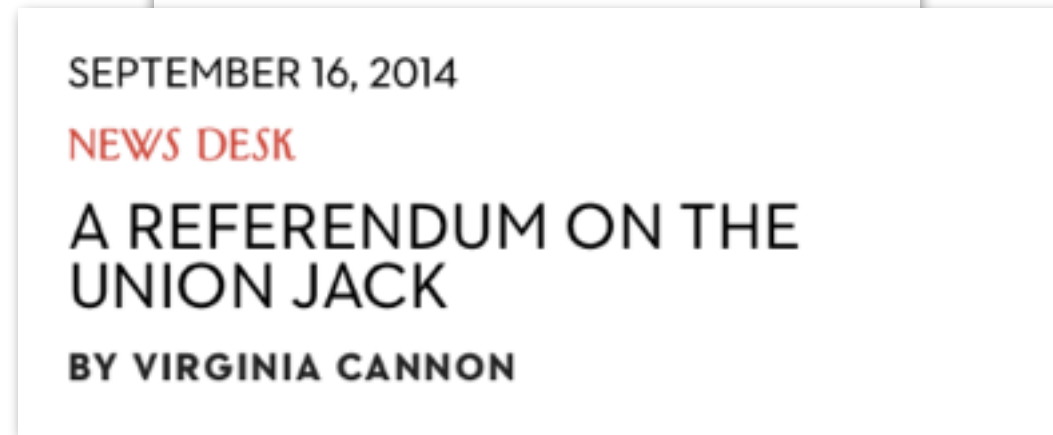 SEPTEMBER 16, 2014
NEWS DESK
A REFERENDUM ON THE
UNION JACK
BY VIRGINIA CANNON